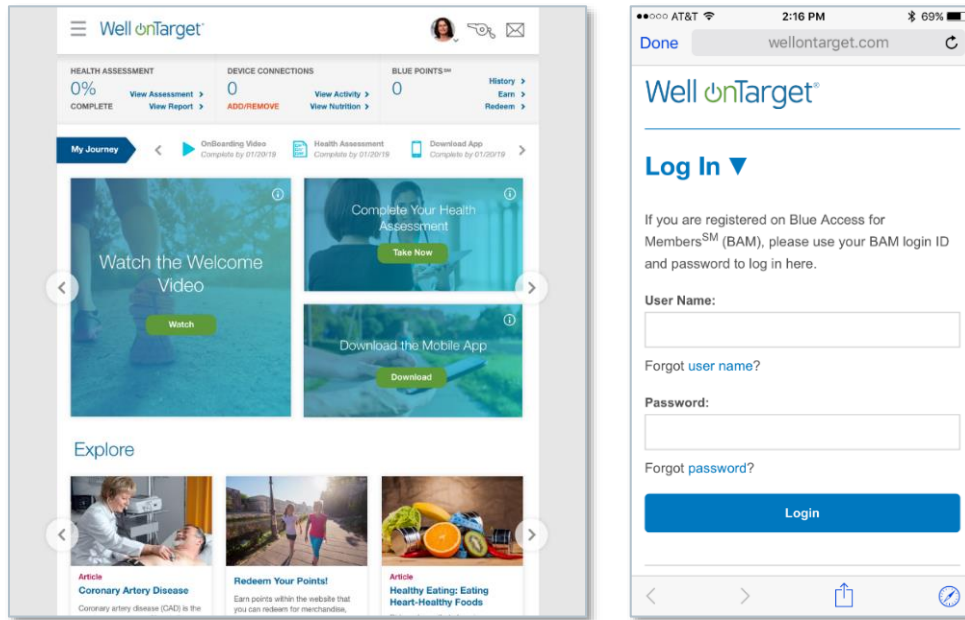 Well onTarget®
HEALTH ASSESSMENT
0%
COMPLETE
View Assessment >
View Report >
DEVICE CONNECTIONS
0
ADD/REMOVE
View Activity >
View Nutrition >
BLUE POINTS℠
0
History >
Earn >
Redeem >
My Journey
OnBoarding Video
Complete by 01/20/19
Health Assessment
Complete by 01/20/19
Download App
Complete by 01/20/19
Watch the Welcome
Video
Watch
Complete Your Health
Assessment
Take Now
Download the Mobile App
Download
Explore
Article
Coronary Artery Disease
Coronary artery disease (CAD) is the
Redeem Your Points!
Earn points within the website that
you can redeem for merchandise,
Article
Healthy Eating: Eating
Heart-Healthy Foods
AT&T 2:16 PM 69%
Done wellontarget.com
Well onTarget®
Log In ▼
If you are registered on Blue Access for
Members℠ (BAM), please use your BAM login ID
and password to log in here.
User Name:
Forgot user name?
Password:
Forgot password?
Login